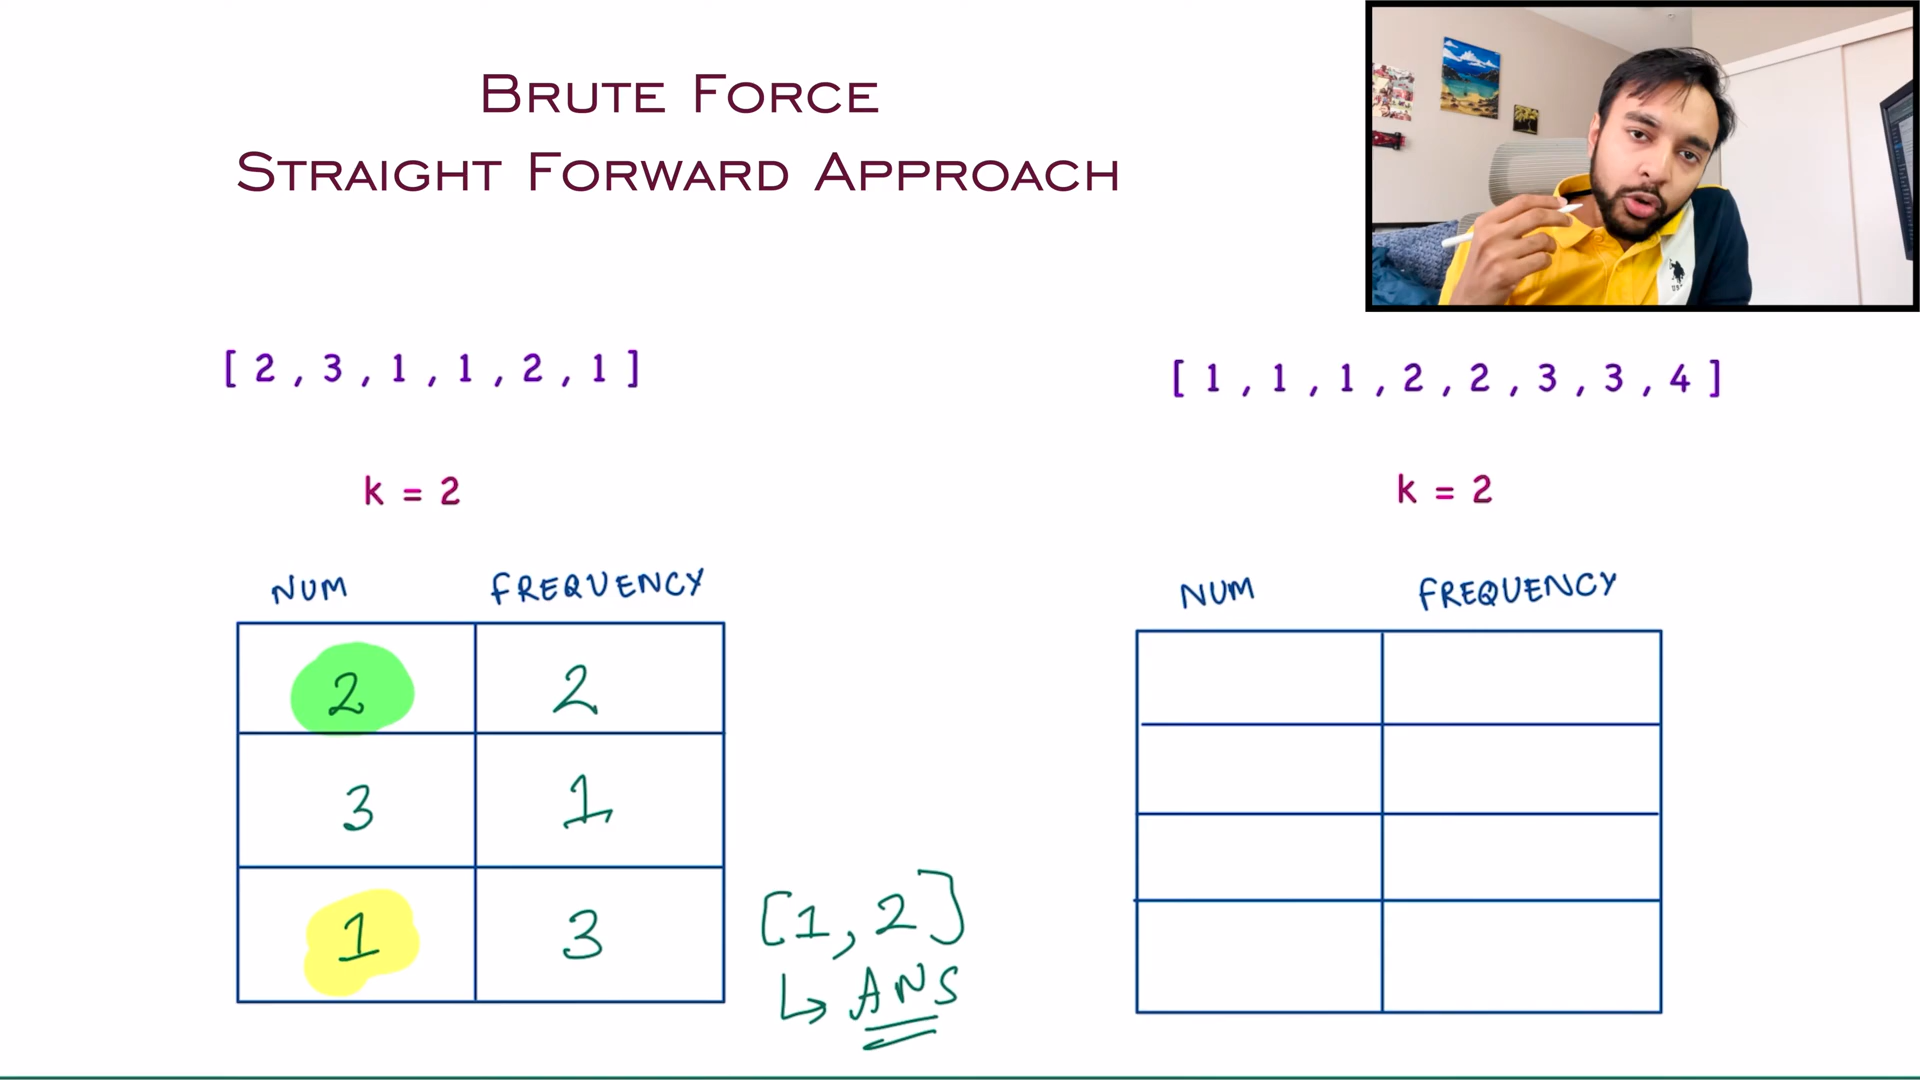 BRUTE FORCE
STRAIGHT FORWARD APPROACH
[ 2 , 3 , 1 , 1 , 2 , 1 ]
k = 2
NUM FREQUENCY
2 2
3 1
1 3
[1, 2]
↳ ANS
[ 1 , 1 , 1 , 2 , 2 , 3 , 3 , 4 ]
k = 2
NUM FREQUENCY